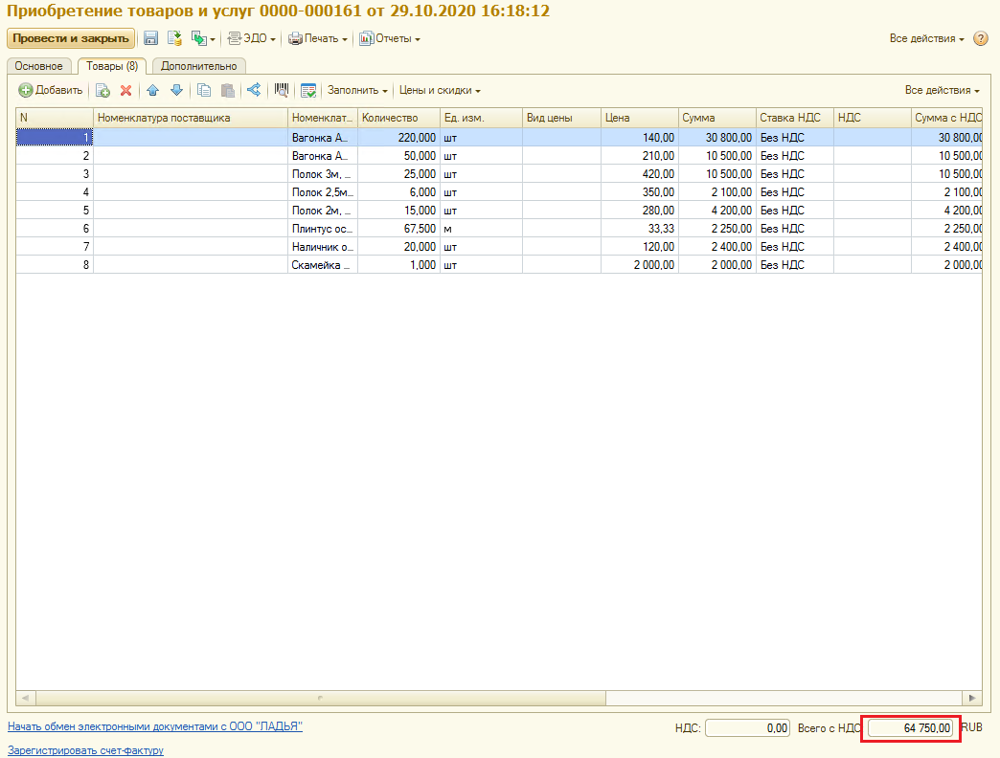 Приобретение товаров и услуг 0000-000161 от 29.10.2020 16:18:12
Провести и закрыть ЭДО Печать Отчеты Все действия ?
Основное Товары (8) Дополнительно
Добавить Заполнить Цены и скидки Все действия
N Номенклатура поставщика Номенклат... Количество Ед. изм. Вид цены Цена Сумма Ставка НДС НДС Сумма с НДС
1 Вагонка А... 220,000 шт 140,00 30 800,00 Без НДС 30 800,00
2 Вагонка А... 50,000 шт 210,00 10 500,00 Без НДС 10 500,00
3 Полок 3м, ... 25,000 шт 420,00 10 500,00 Без НДС 10 500,00
4 Полок 2,5м... 6,000 шт 350,00 2 100,00 Без НДС 2 100,00
5 Полок 2м, ... 15,000 шт 280,00 4 200,00 Без НДС 4 200,00
6 Плинтус ос... 67,500 м 33,33 2 250,00 Без НДС 2 250,00
7 Наличник о... 20,000 шт 120,00 2 400,00 Без НДС 2 400,00
8 Скамейка ... 1,000 шт 2 000,00 2 000,00 Без НДС 2 000,00
Начать обмен электронными документами с ООО "ЛАДЬЯ" НДС: 0,00 Всего с НДС 64 750,00 RUB
Зарегистрировать счет-фактуру